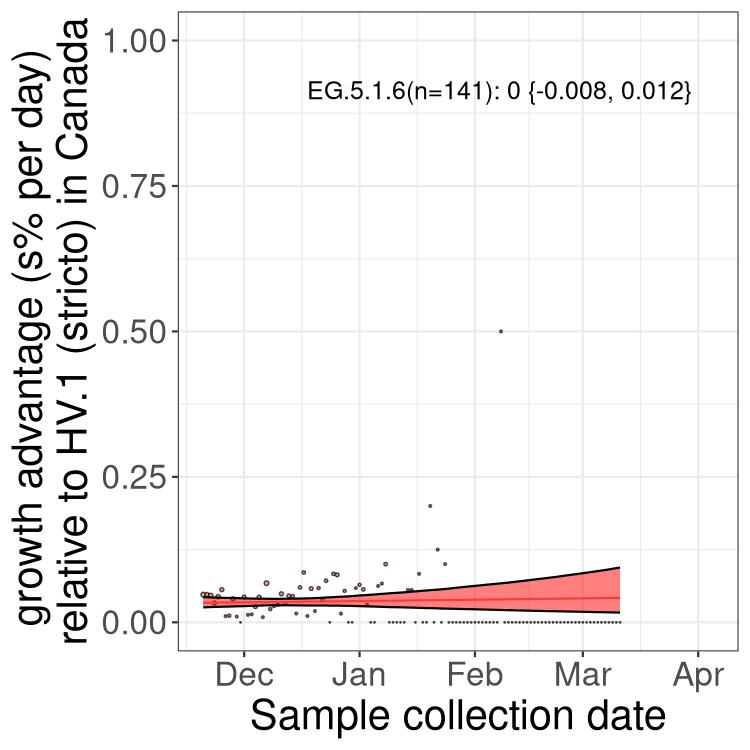 growth advantage (s% per day)
relative to HV.1 (stricto) in Canada
1.00
0.75
0.50
0.25
0.00
EG.5.1.6(n=141): 0 {-0.008, 0.012}
Dec Jan Feb Mar Apr
Sample collection date